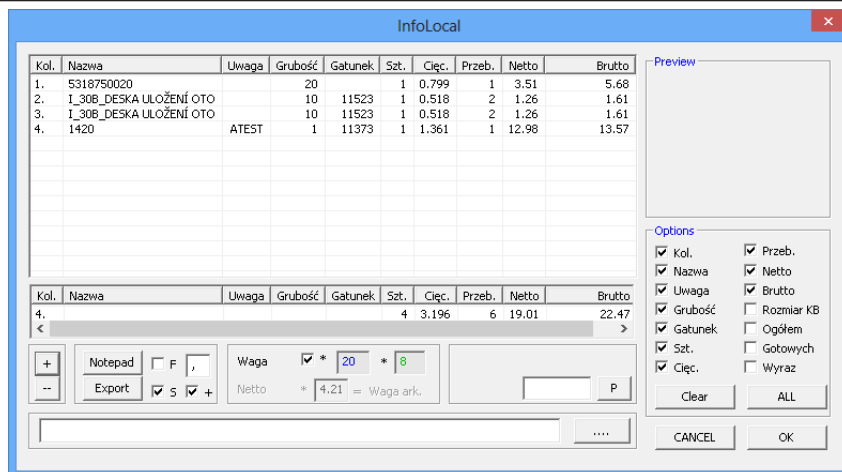 InfoLocal
Kol. Nazwa Uwaga Grubość Gatunek Szt. Cięc. Przeb. Netto Brutto
1. 5318750020 20 1 0.799 1 3.51 5.68
2. I_30B_DESKA ULOŽENÍ OTO 10 11523 1 0.518 2 1.26 1.61
3. I_30B_DESKA ULOŽENÍ OTO 10 11523 1 0.518 2 1.26 1.61
4. 1420 ATEST 1 11373 1 1.361 1 12.98 13.57
Kol. Nazwa Uwaga Grubość Gatunek Szt. Cięc. Przeb. Netto Brutto
4. 4 3.196 6 19.01 22.47
+ Notepad F , Waga * 20 * 8
-- Export S + Netto * 4.21 = Waga ark. P
....
Preview
Options
Kol. Przeb.
Nazwa Netto
Uwaga Brutto
Grubość Rozmiar KB
Gatunek Ogółem
Szt. Gotowych
Cięc. Wyraz
Clear ALL
CANCEL OK